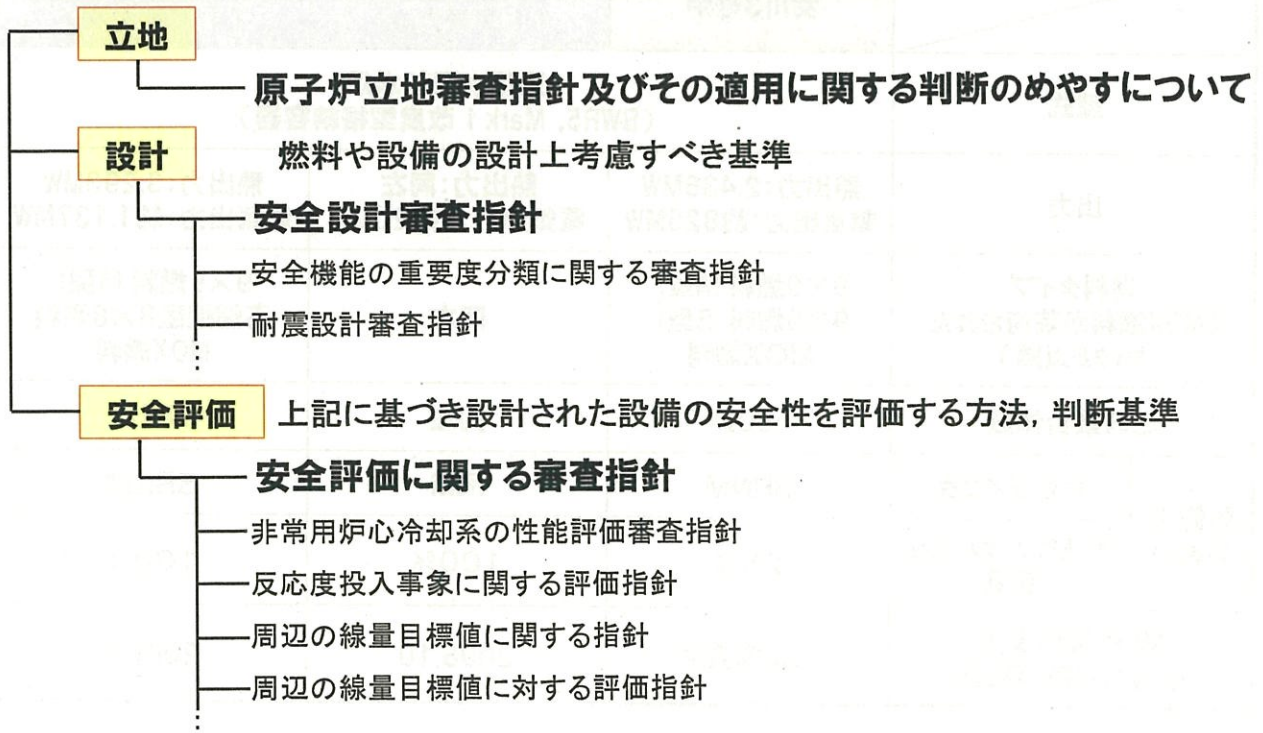 立地
原子炉立地審査指針及びその適用に関する判断のめやすについて
設計 燃料や設備の設計上考慮すべき基準
安全設計審査指針
安全機能の重要度分類に関する審査指針
耐震設計審査指針
安全評価 上記に基づき設計された設備の安全性を評価する方法，判断基準
安全評価に関する審査指針
非常用炉心冷却系の性能評価審査指針
反応度投入事象に関する評価指針
周辺の線量目標値に関する指針
周辺の線量目標値に対する評価指針